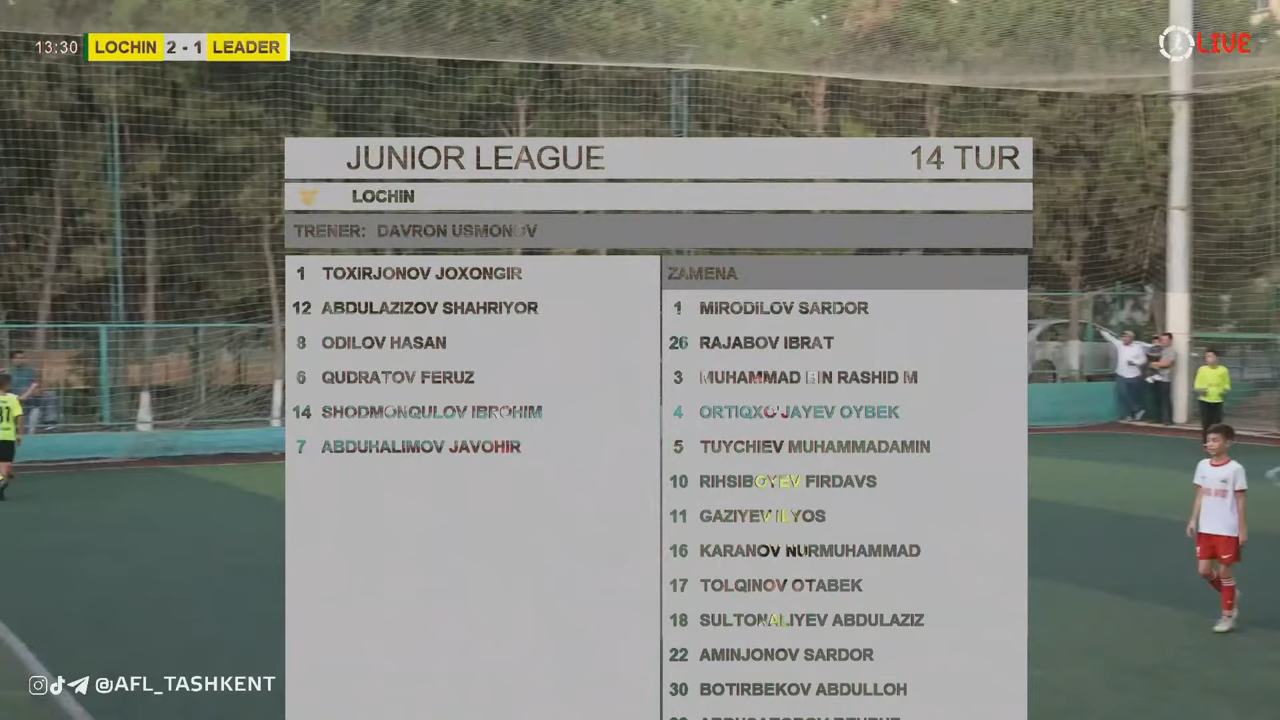 13:30 LOCHIN 2 - 1 LEADER
LIVE
JUNIOR LEAGUE 14 TUR
LOCHIN
TRENER: DAVRON USMONOV
1 TOXIRJONOV JOXONGIR
12 ABDULAZIZOV SHAHRIYOR
8 ODILOV HASAN
6 QUDRATOV FERUZ
14 SHODMONQULOV IBROHIM
7 ABDUHALIMOV JAVOHIR
ZAMENA
1 MIRODILOV SARDOR
26 RAJABOV IBRAT
3 MUHAMMAD BIN RASHID M
4 ORTIQXO'JAYEV OYBEK
5 TUYCHIEV MUHAMMADAMIN
10 RIHSIBOYEV FIRDAVS
11 GAZIYEV ILYOS
16 KARANOV NURMUHAMMAD
17 TOLQINOV OTABEK
18 SULTONALIYEV ABDULAZIZ
22 AMINJONOV SARDOR
30 BOTIRBEKOV ABDULLOH
@AFL_TASHKENT